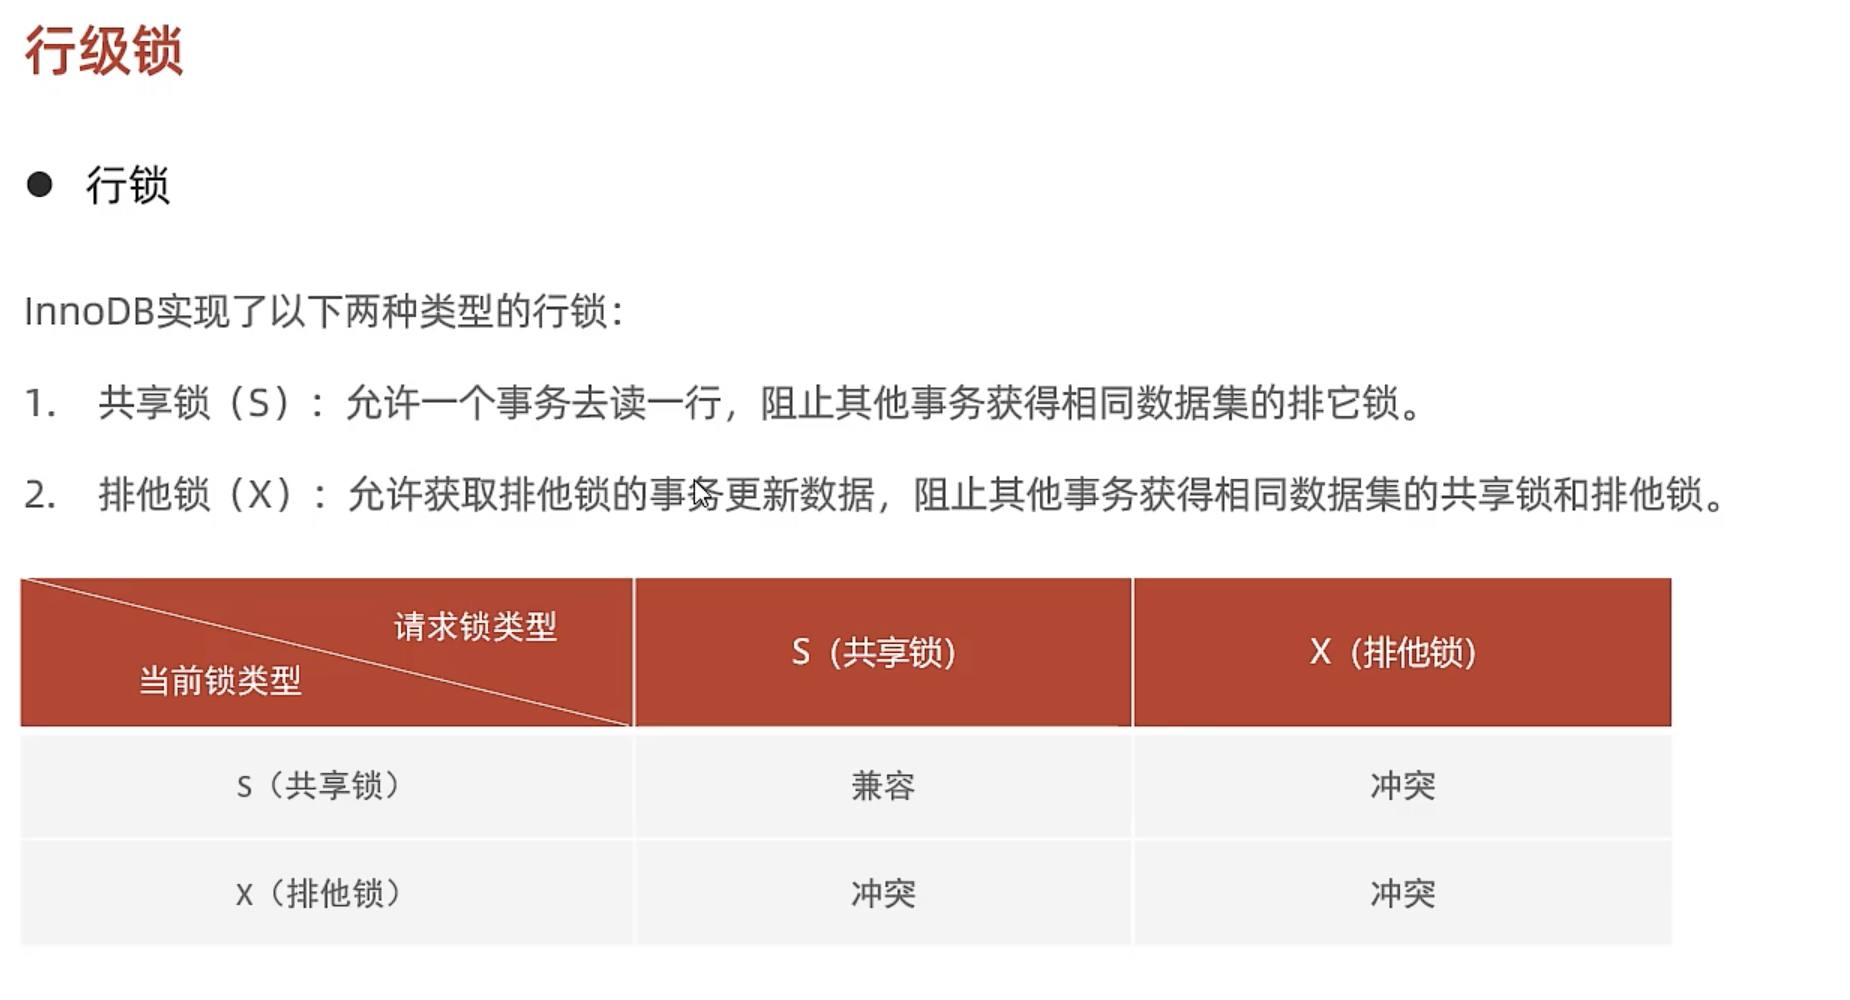 行级锁
● 行锁
InnoDB实现了以下两种类型的行锁：
1. 共享锁（S）：允许一个事务去读一行，阻止其他事务获得相同数据集的排它锁。
2. 排他锁（X）：允许获取排他锁的事务更新数据，阻止其他事务获得相同数据集的共享锁和排他锁。
请求锁类型
当前锁类型
S（共享锁）
X（排他锁）
S（共享锁） 兼容 冲突
X（排他锁） 冲突 冲突